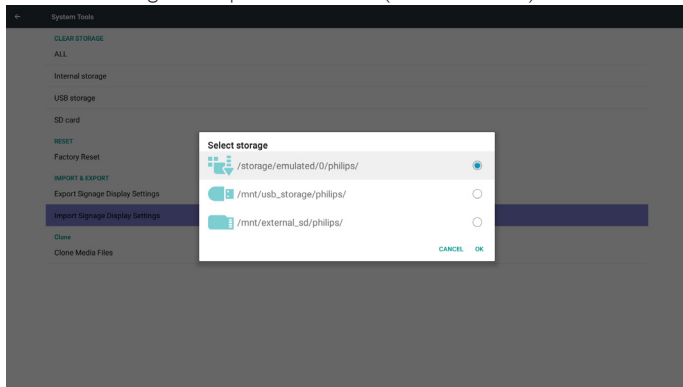 System Tools
CLEAR STORAGE
ALL
Internal storage
USB storage
SD card
RESET
Factory Reset
IMPORT & EXPORT
Export Signage Display Settings
Import Signage Display Settings
Clone
Clone Media Files
Select storage
/storage/emulated/0/philips/
/mnt/usb_storage/philips/
/mnt/external_sd/philips/
CANCEL OK